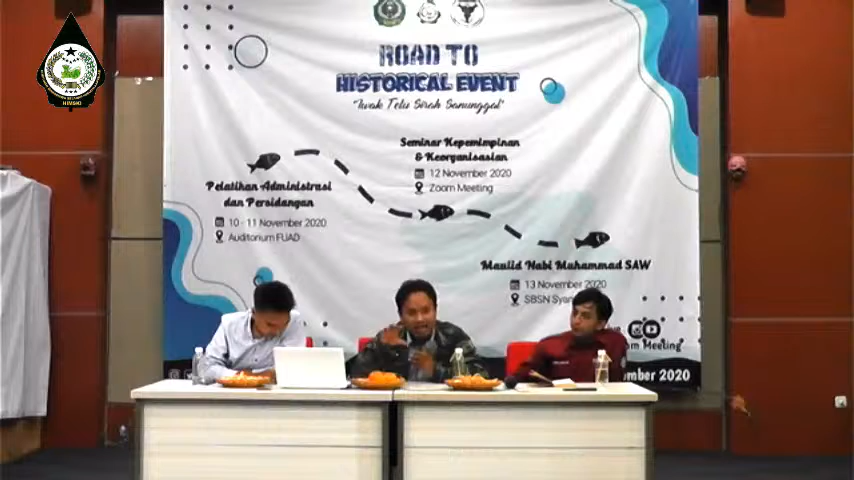 HIMSKI
ROAD TO
HISTORICAL EVENT
"Iwak Telu Sirah Sanunggal"
Seminar Kepemimpinan
& Keorganisasian
12 November 2020
Zoom Meeting
Pelatihan Administrasi
dan Persidangan
10 - 11 November 2020
Auditorium FUAD
Maulid Nabi Muhammad SAW
13 November 2020
SBSN
Meeting
2020